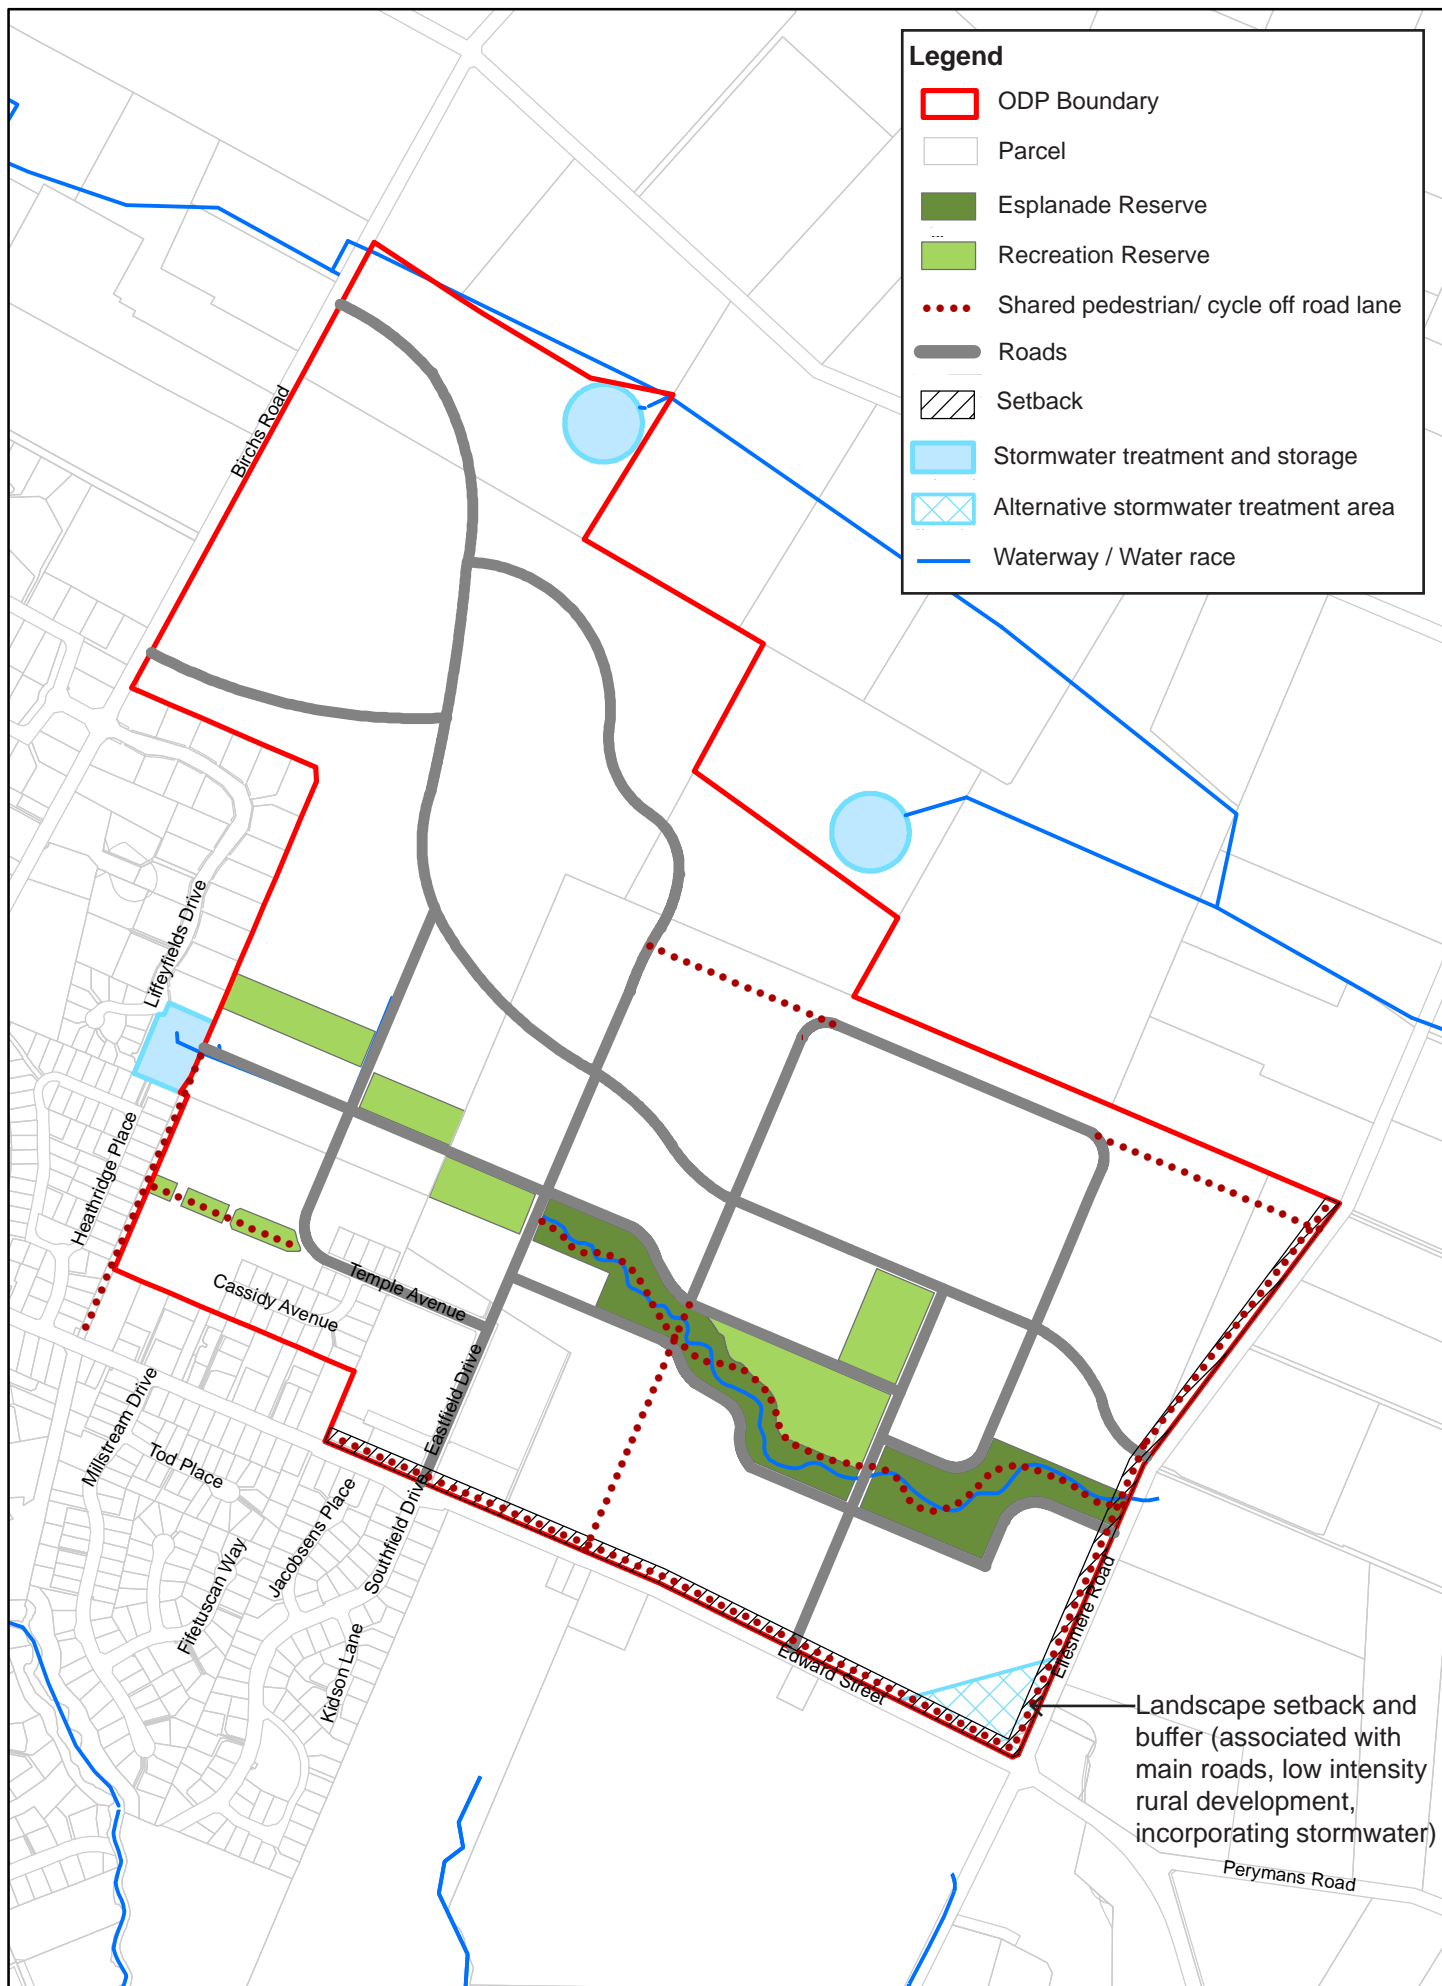 Legend
ODP Boundary
Parcel
Esplanade Reserve
Recreation Reserve
Shared pedestrian/ cycle off road lane
Roads
Setback
Stormwater treatment and storage
Alternative stormwater treatment area
Waterway / Water race
Birchs Road
Liffeyfields Drive
Heathridge Place
Cassidy Avenue
Temple Avenue
Eastfield Drive
Millstream Drive
Tod Place
Jacobsens Place
Southfield Drive
Fifetuscan Way
Kidson Lane
Edward Street
Ellesmere Road
Landscape setback and
buffer (associated with
main roads, low intensity
rural development,
incorporating stormwater)
Perymans Road